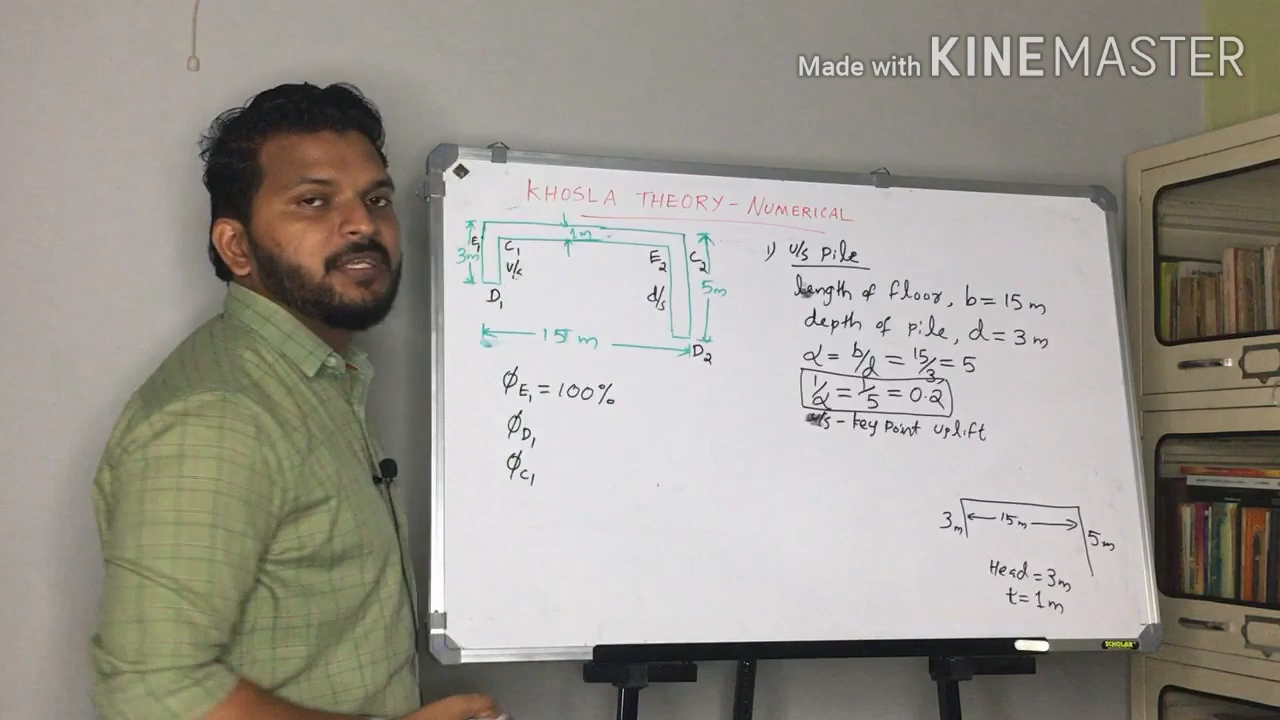 Made with KINEMASTER
KHOSLA THEORY - NUMERICAL
E1
3m
C1
u/s
D1
1m
E2
d/s
C2
5m
D2
15 m
ϕE1 = 100%
ϕD1
ϕC1
1) u/s pile
length of floor, b = 15 m
depth of pile, d = 3 m
α = b/d = 15/3 = 5
1/α = 1/5 = 0.2
u/s - key point uplift
3m
15m
5m
Head = 3m
t = 1m
SCHOLAR